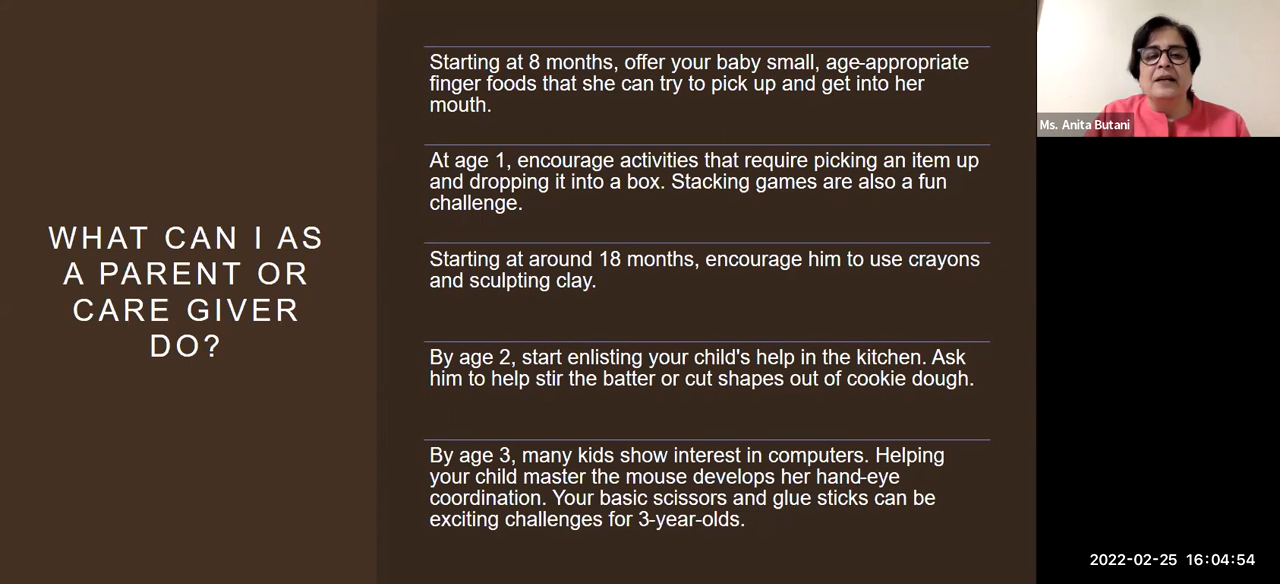 WHAT CAN I AS
A PARENT OR
CARE GIVER
DO?
Starting at 8 months, offer your baby small, age-appropriate
finger foods that she can try to pick up and get into her
mouth.
At age 1, encourage activities that require picking an item up
and dropping it into a box. Stacking games are also a fun
challenge.
Starting at around 18 months, encourage him to use crayons
and sculpting clay.
By age 2, start enlisting your child's help in the kitchen. Ask
him to help stir the batter or cut shapes out of cookie dough.
By age 3, many kids show interest in computers. Helping
your child master the mouse develops her hand-eye
coordination. Your basic scissors and glue sticks can be
exciting challenges for 3-year-olds.
Ms. Anita Butani
2022-02-25 16:04:54